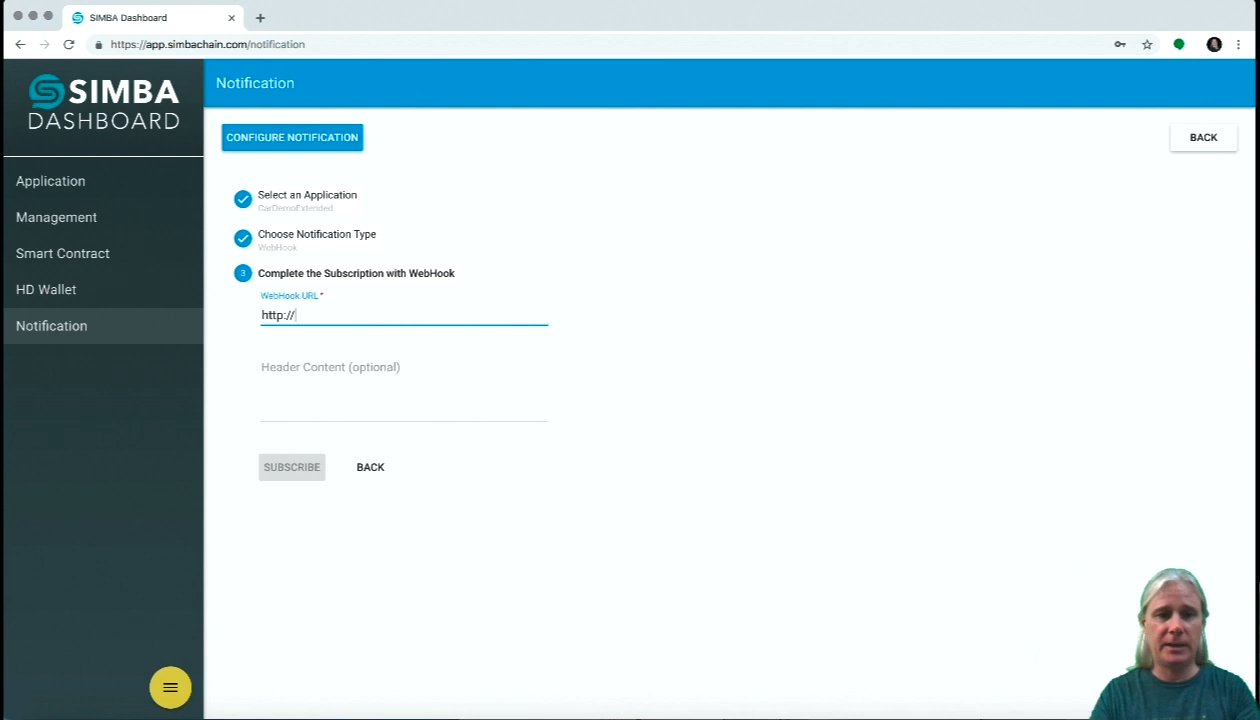 SIMBA Dashboard
https://app.simbachain.com/notification
SIMBA
DASHBOARD
Notification
CONFIGURE NOTIFICATION
BACK
Application
Management
Smart Contract
HD Wallet
Notification
Select an Application
CarDemoExtended
Choose Notification Type
WebHook
3 Complete the Subscription with WebHook
WebHook URL *
http://
Header Content (optional)
SUBSCRIBE
BACK